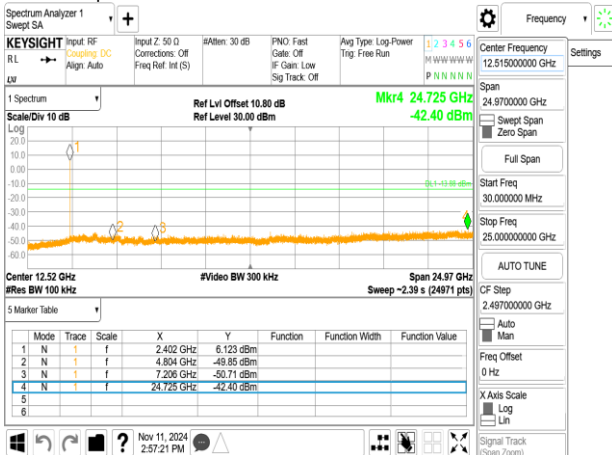 Spectrum Analyzer 1
Swept SA
Frequency
KEYSIGHT
RL
LXI
Input: RF
Coupling: DC
Align: Auto
Input Z: 50 Ω
Corrections: Off
Freq Ref: Int (S)
#Atten: 30 dB
PNO: Fast
Gate: Off
IF Gain: Low
Sig Track: Off
Avg Type: Log-Power
Trig: Free Run
1 2 3 4 5 6
M W W W W W
P N N N N N
1 Spectrum
Scale/Div 10 dB
Ref Lvl Offset 10.80 dB
Ref Level 30.00 dBm
Mkr4 24.725 GHz
-42.40 dBm
Log
20.0
10.0
0.00
-10.0
-20.0
-30.0
-40.0
-50.0
-60.0
1
2
3
Center 12.52 GHz
#Res BW 100 kHz
#Video BW 300 kHz
Span 24.97 GHz
Sweep ~2.39 s (24971 pts)
5 Marker Table
Mode Trace Scale X Y Function Function Width Function Value
1 N 1 f 2.402 GHz 6.123 dBm
2 N 1 f 4.804 GHz -49.85 dBm
3 N 1 f 7.206 GHz -50.71 dBm
4 N 1 f 24.725 GHz -42.40 dBm
5
6
Nov 11, 2024
2:57:21 PM
Center Frequency
12.515000000 GHz
Span
24.9700000 GHz
Swept Span
Zero Span
Full Span
Start Freq
30.000000 MHz
Stop Freq
25.000000000 GHz
AUTO TUNE
CF Step
2.497000000 GHz
Auto
Man
Freq Offset
0 Hz
X Axis Scale
Log
Lin
Signal Track
(Span Zoom)
Settings